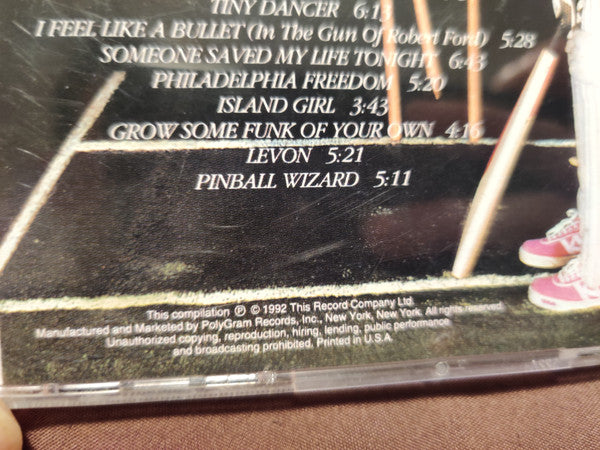 TINY DANCER 6:13
I FEEL LIKE A BULLET (In The Gun Of Robert Ford) 5:28
SOMEONE SAVED MY LIFE TONIGHT 6:43
PHILADELPHIA FREEDOM 5:20
ISLAND GIRL 3:43
GROW SOME FUNK OF YOUR OWN 4:16
LEVON 5:21
PINBALL WIZARD 5:11
This compilation ℗ © 1992 This Record Company Ltd.
Manufactured and Marketed by PolyGram Records, Inc., New York, New York. All rights reserved.
Unauthorized copying, reproduction, hiring, lending, public performance
and broadcasting prohibited. Printed in U.S.A.